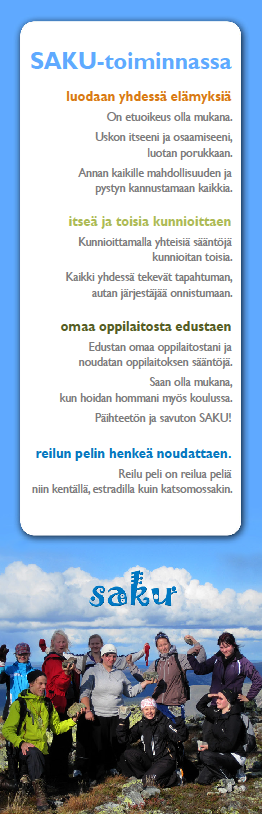 SAKU-toiminnassa
luodaan yhdessä elämyksiä
On etuoikeus olla mukana.
Uskon itseeni ja osaamiseeni,
luotan porukkaan.
Annan kaikille mahdollisuuden ja
pystyn kannustamaan kaikkia.
itseä ja toisia kunnioittaen
Kunnioittamalla yhteisiä sääntöjä
kunnioitan toisia.
Kaikki yhdessä tekevät tapahtuman,
autan järjestäjää onnistumaan.
omaa oppilaitosta edustaen
Edustan omaa oppilaitostani ja
noudatan oppilaitoksen sääntöjä.
Saan olla mukana,
kun hoidan hommani myös koulussa.
Päihteetön ja savuton SAKU!
reilun pelin henkeä noudattaen.
Reilu peli on reilua peliä
niin kentällä, estradilla kuin katsomossakin.
saku